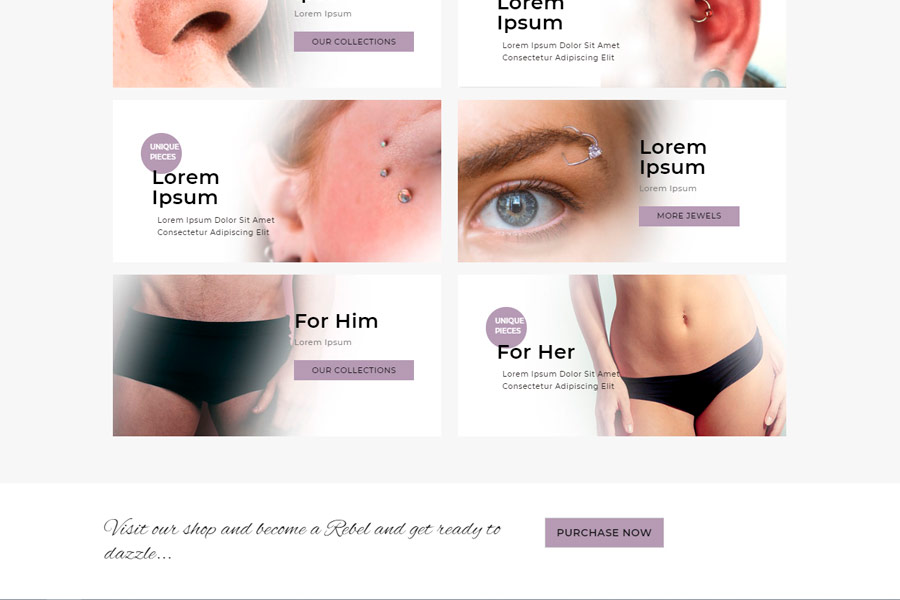 Lorem Ipsum
OUR COLLECTIONS
Lorem
Ipsum
Lorem Ipsum Dolor Sit Amet
Consectetur Adipiscing Elit
UNIQUE
PIECES
Lorem
Ipsum
Lorem Ipsum Dolor Sit Amet
Consectetur Adipiscing Elit
Lorem
Ipsum
Lorem Ipsum
MORE JEWELS
For Him
Lorem Ipsum
OUR COLLECTIONS
UNIQUE
PIECES
For Her
Lorem Ipsum Dolor Sit Amet
Consectetur Adipiscing Elit
Visit our shop and become a Rebel and get ready to
dazzle...
PURCHASE NOW